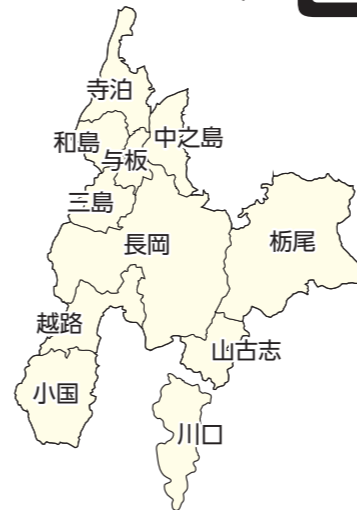 寺泊
和島
中之島
与板
三島
長岡
栃尾
越路
山古志
小国
川口